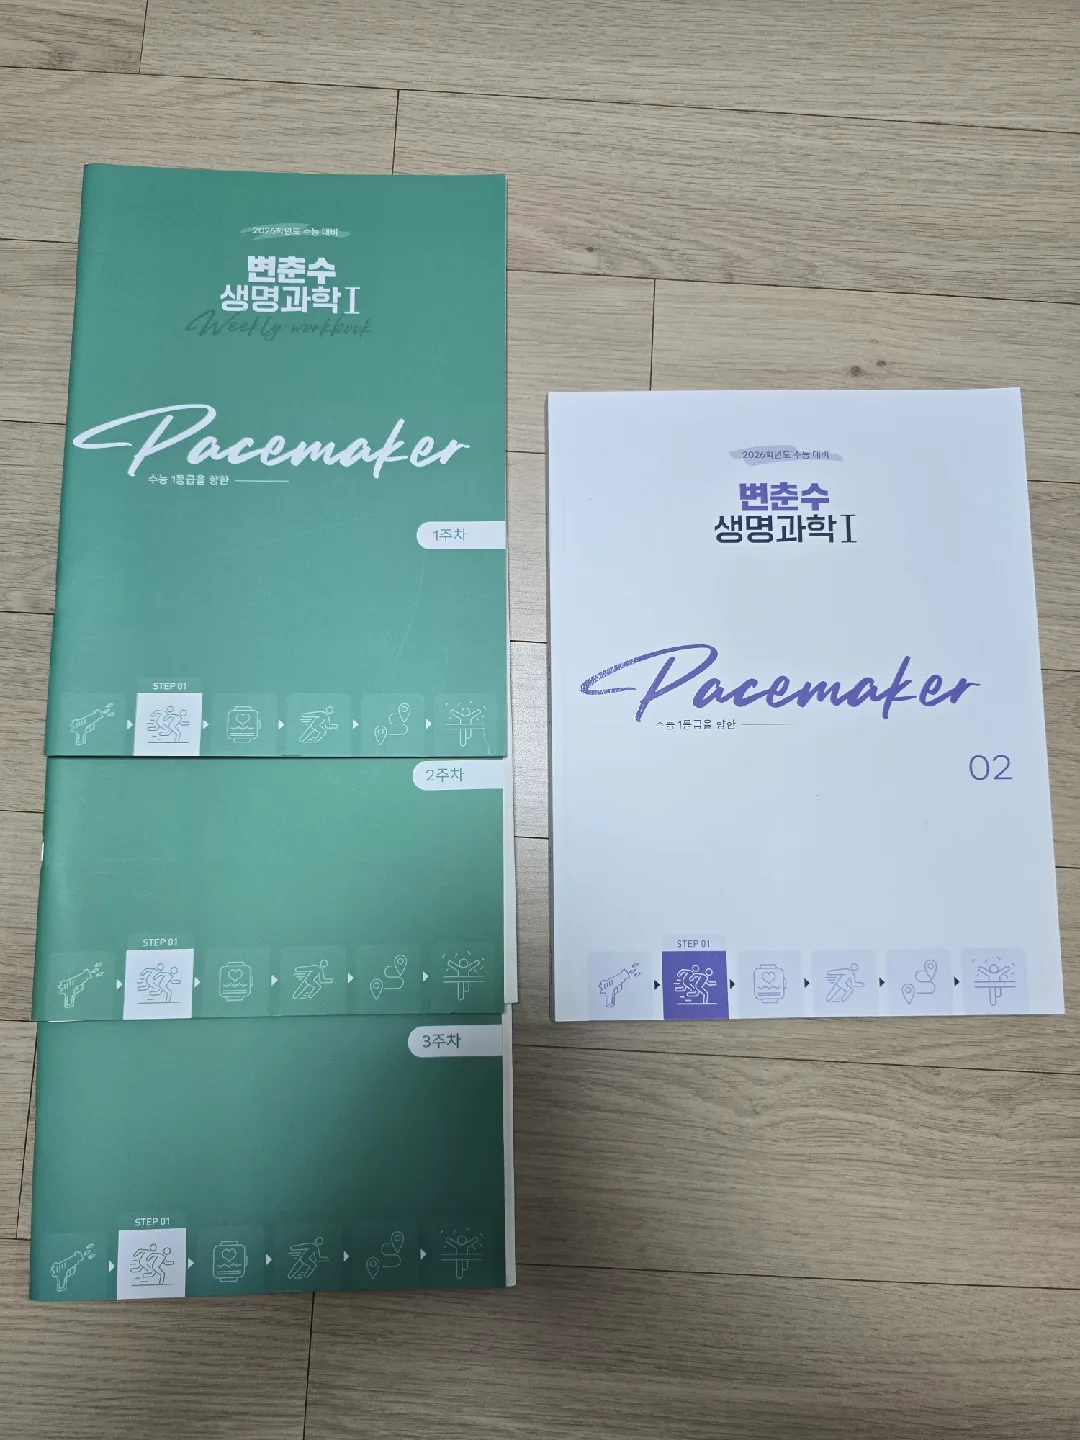 2026학년도 수능 대비
변춘수
생명과학 I
Weekly workbook
Pacemaker
수능 1등급을 향한
1주차
STEP 01
2주차
STEP 01
3주차
STEP 01
2026학년도 수능 대비
변춘수
생명과학 I
Pacemaker
수능 1등급을 향한
02
STEP 01